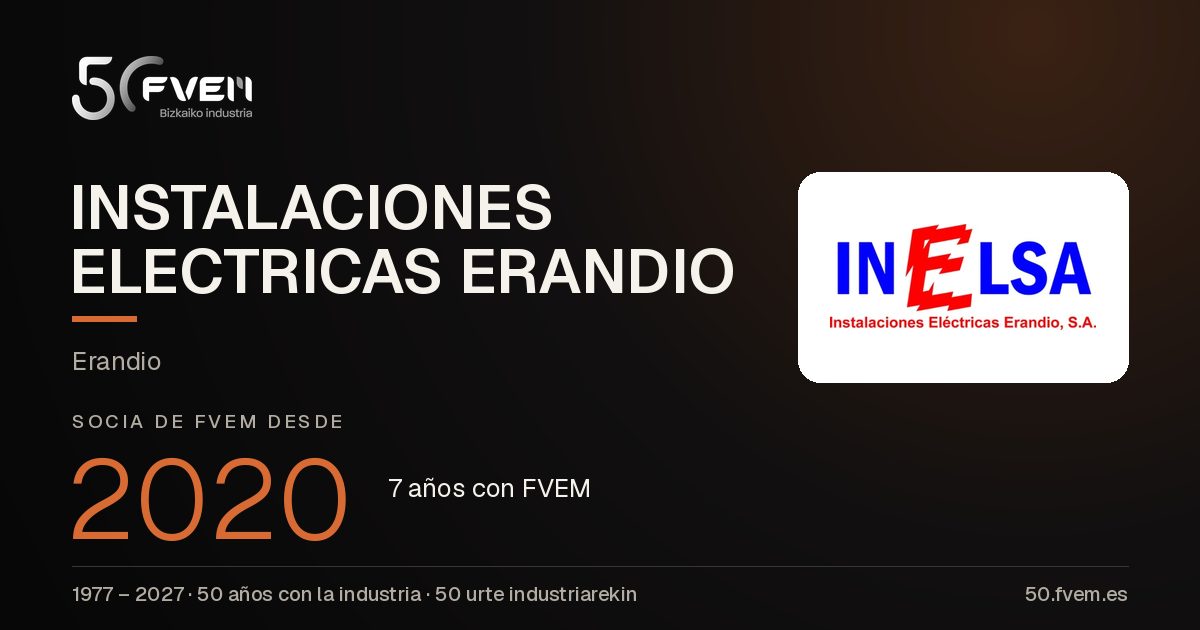 50 FVEM
Bizkaiko industria
INSTALACIONES
ELECTRICAS ERANDIO
INELSA
Instalaciones Eléctricas Erandio, S.A.
Erandio
SOCIA DE FVEM DESDE
2020
7 años con FVEM
1977 – 2027 · 50 años con la industria · 50 urte industriarekin
50.fvem.es